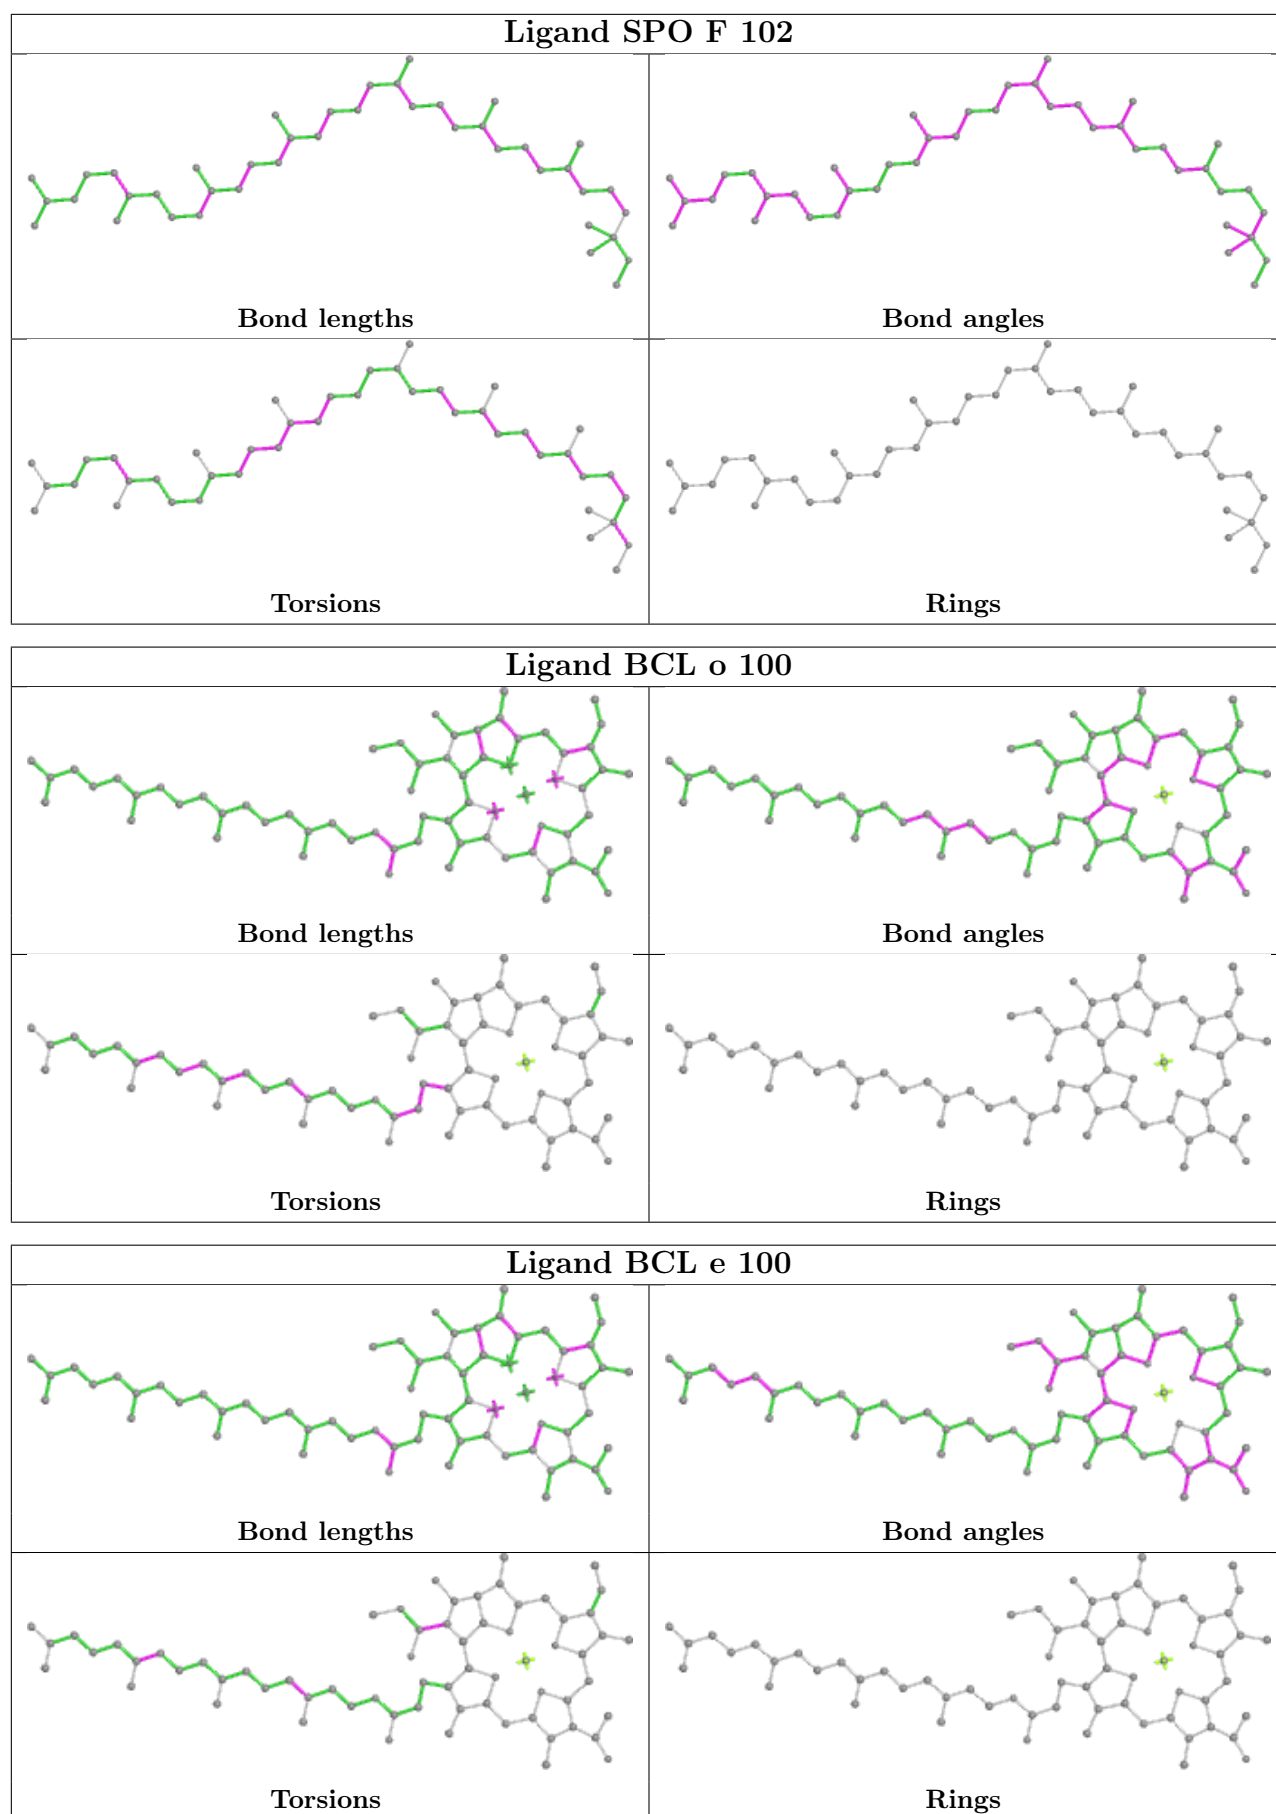 Ligand SPO F 102
Bond lengths
Bond angles
Torsions
Rings
Ligand BCL o 100
Bond lengths
Bond angles
Torsions
Rings
Ligand BCL e 100
Bond lengths
Bond angles
Torsions
Rings